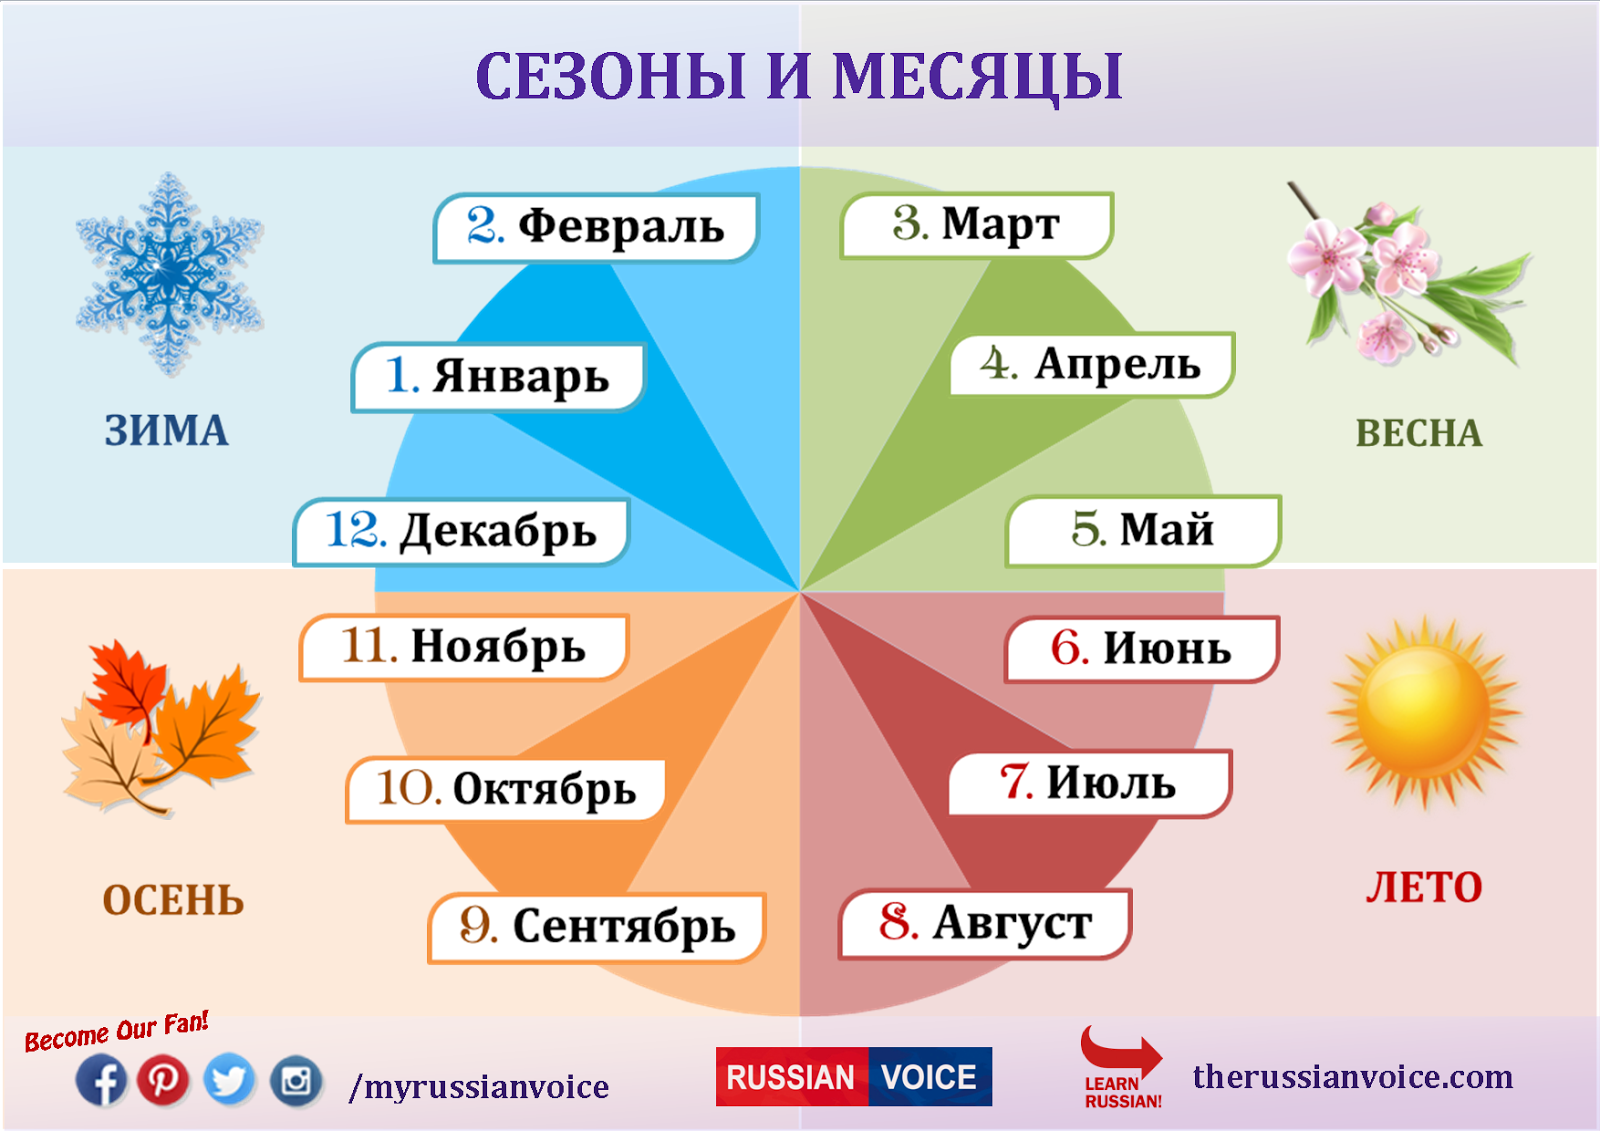 СЕЗОНЫ И МЕСЯЦЫ
ЗИМА
2. Февраль
1. Январь
12. Декабрь
3. Март
4. Апрель
5. Май
ВЕСНА
ОСЕНЬ
11. Ноябрь
10. Октябрь
9. Сентябрь
6. Июнь
7. Июль
8. Август
ЛЕТО
Become Our Fan!
/myrussianvoice
RUSSIAN VOICE
LEARN
RUSSIAN!
therussianvoice.com